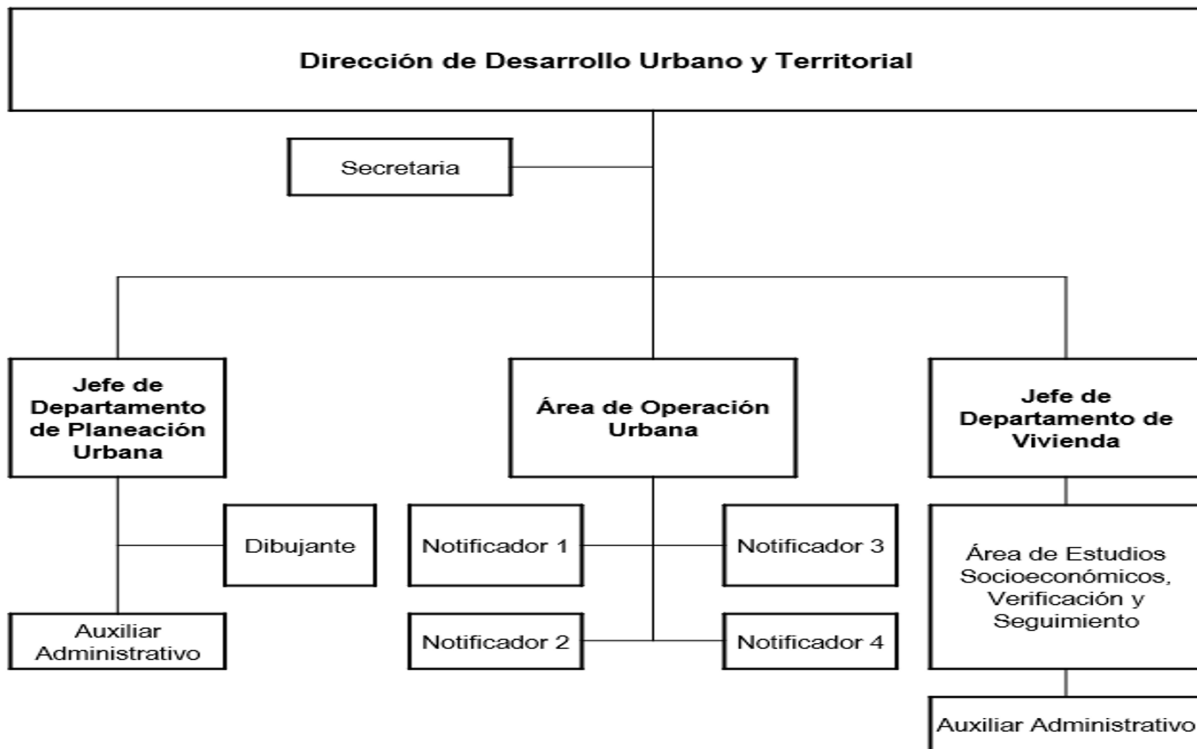 Dirección de Desarrollo Urbano y Territorial
Secretaria
Jefe de
Departamento
de Planeación
Urbana
Área de Operación
Urbana
Jefe de
Departamento de
Vivienda
Dibujante
Auxiliar
Administrativo
Notificador 1
Notificador 3
Notificador 2
Notificador 4
Área de Estudios
Socioeconómicos,
Verificación y
Seguimiento
Auxiliar Administrativo